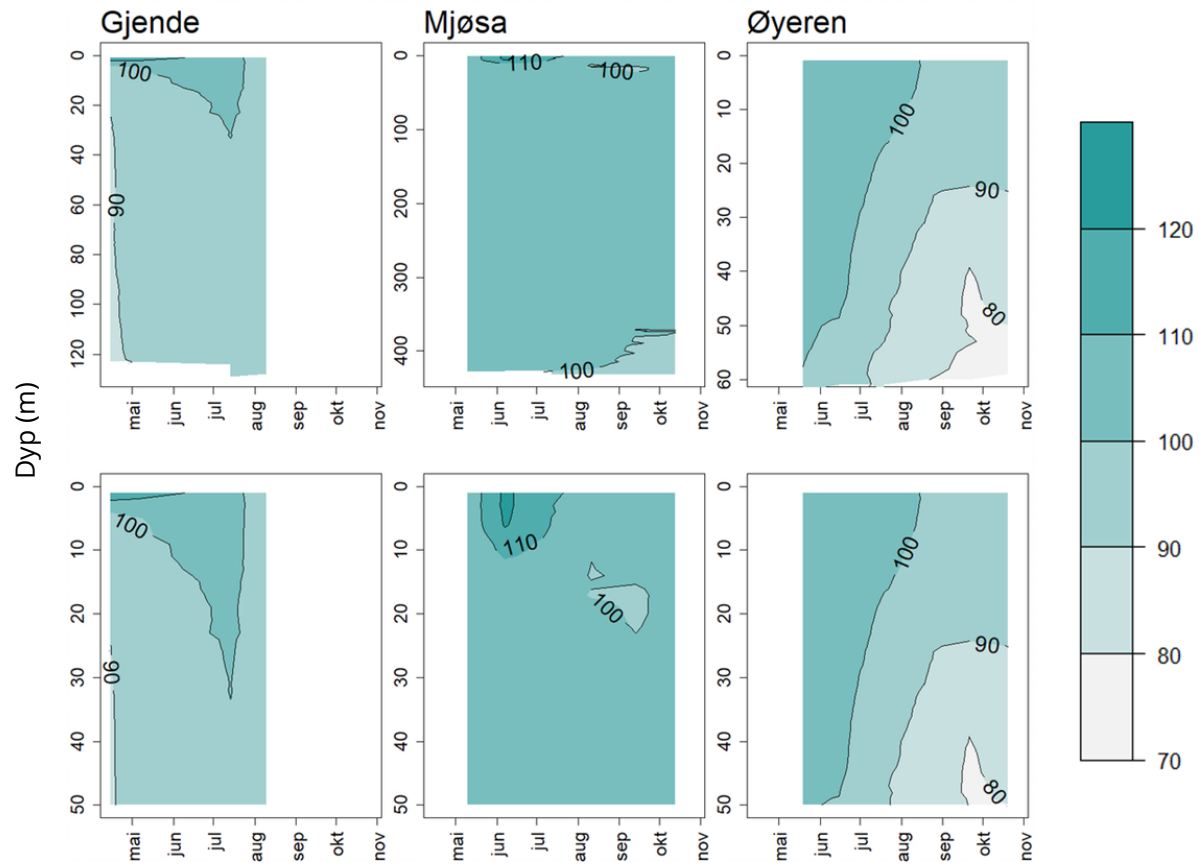 Gjende
Mjøsa
Øyeren
Dyp (m)
0
20
40
60
80
100
120
100
90
mai
jun
jul
aug
sep
okt
nov
0
100
200
300
400
110
100
100
mai
jun
jul
aug
sep
okt
nov
0
10
20
30
40
50
60
100
90
80
mai
jun
jul
aug
sep
okt
nov
0
10
20
30
40
50
100
90
mai
jun
jul
aug
sep
okt
nov
0
10
20
30
40
50
110
100
mai
jun
jul
aug
sep
okt
nov
0
10
20
30
40
50
100
90
80
mai
jun
jul
aug
sep
okt
nov
120
110
100
90
80
70